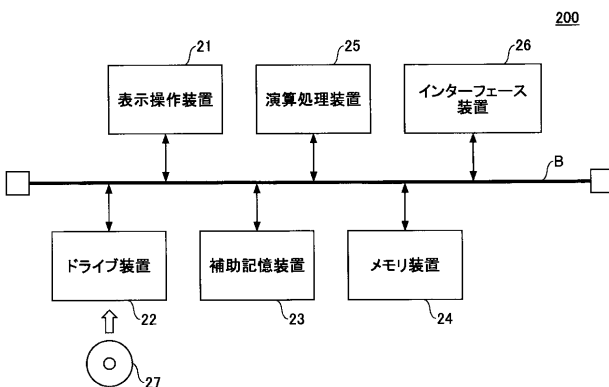 200
21
25
26
表示操作装置
演算処理装置
インターフェース
装置
B
ドライブ装置
補助記憶装置
メモリ装置
22
23
24
27